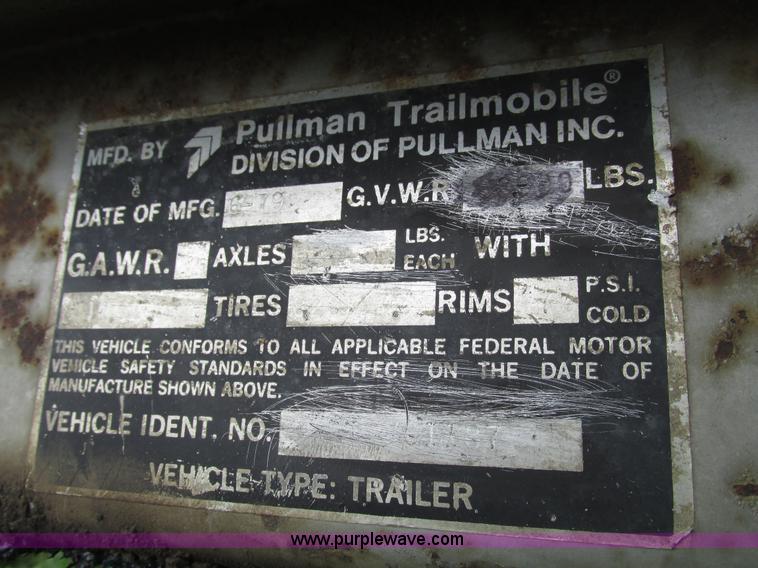 MFD. BY Pullman Trailmobile®
DIVISION OF PULLMAN INC.
DATE OF MFG. 6-79 G.V.W.R. LBS.
G.A.W.R. AXLES LBS. EACH WITH
TIRES RIMS P.S.I. COLD
THIS VEHICLE CONFORMS TO ALL APPLICABLE FEDERAL MOTOR
VEHICLE SAFETY STANDARDS IN EFFECT ON THE DATE OF
MANUFACTURE SHOWN ABOVE.
VEHICLE IDENT. NO.
VEHICLE TYPE: TRAILER
www.purplewave.com